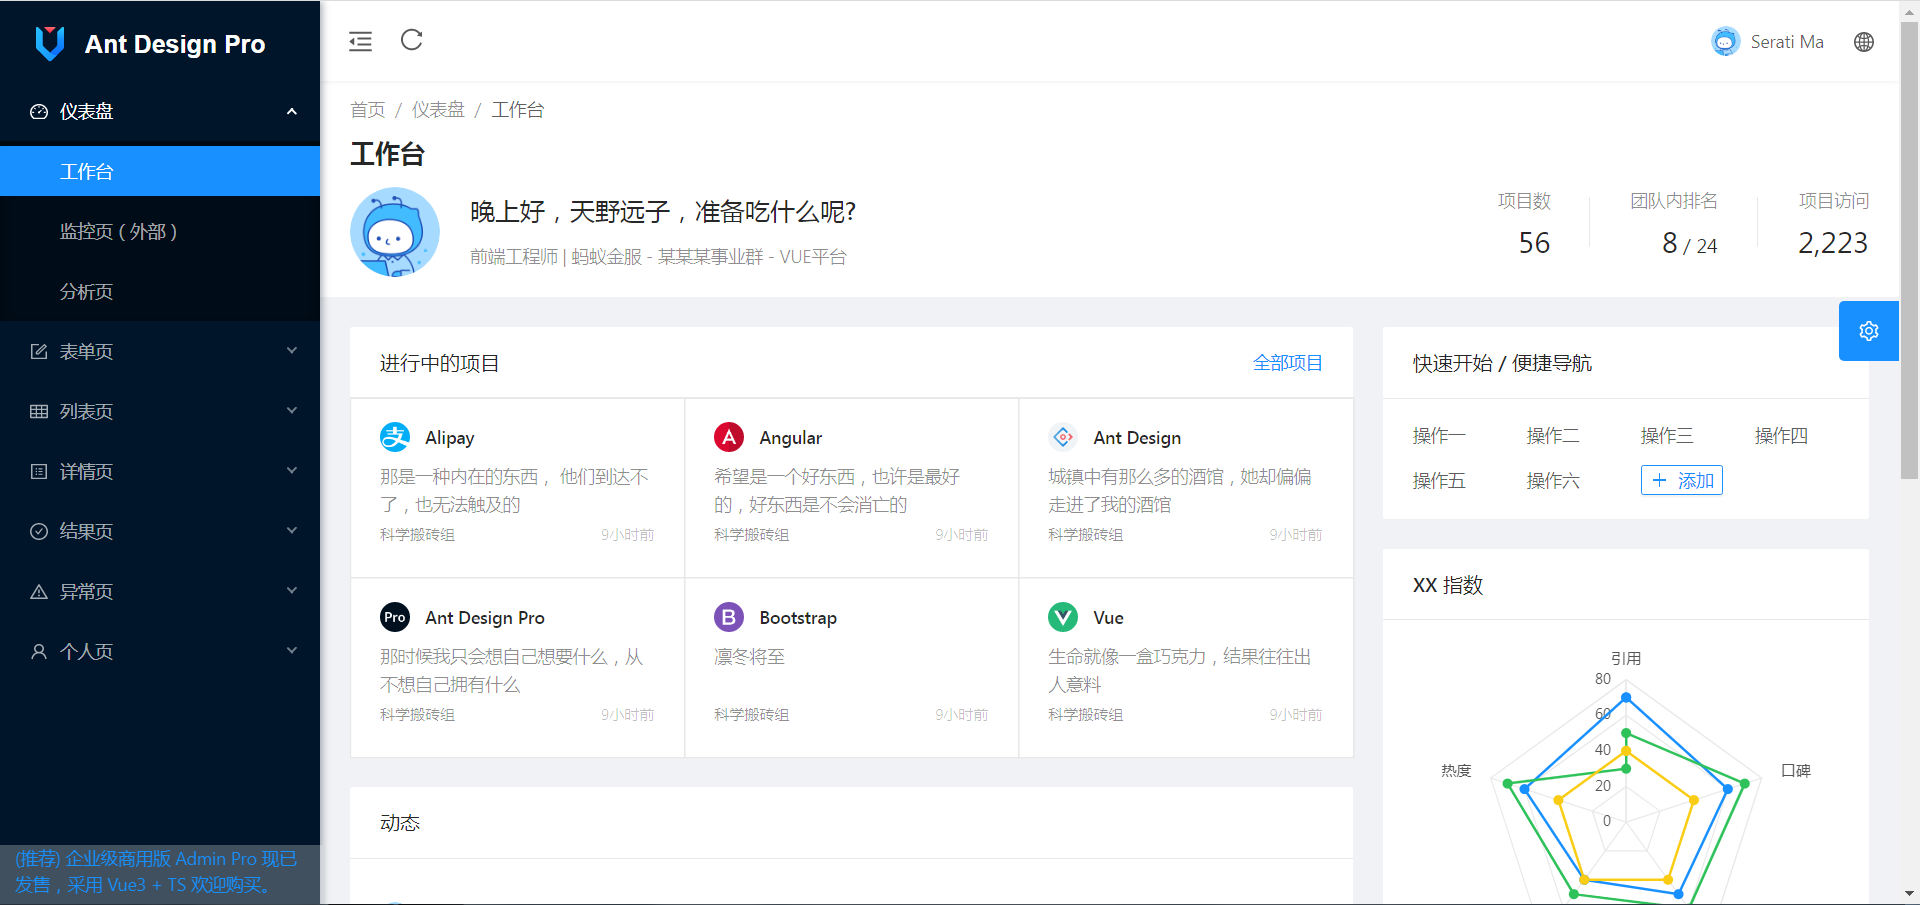 Ant Design Pro
仪表盘
工作台
监控页（外部）
分析页
表单页
列表页
详情页
结果页
异常页
个人页
(推荐) 企业级商用版 Admin Pro 现已
发售，采用 Vue3 + TS 欢迎购买。
Serati Ma
首页 / 仪表盘 / 工作台
工作台
晚上好，天野远子，准备吃什么呢?
前端工程师 | 蚂蚁金服 - 某某某事业群 - VUE平台
项目数
56
团队内排名
8 / 24
项目访问
2,223
进行中的项目
全部项目
Alipay
那是一种内在的东西， 他们到达不
了，也无法触及的
科学搬砖组
9小时前
Angular
希望是一个好东西，也许是最好
的，好东西是不会消亡的
科学搬砖组
9小时前
Ant Design
城镇中有那么多的酒馆，她却偏偏
走进了我的酒馆
科学搬砖组
9小时前
Pro
Ant Design Pro
那时候我只会想自己想要什么，从
不想自己拥有什么
科学搬砖组
9小时前
B
Bootstrap
凛冬将至
科学搬砖组
9小时前
Vue
生命就像一盒巧克力，结果往往出
人意料
科学搬砖组
9小时前
动态
快速开始 / 便捷导航
操作一
操作二
操作三
操作四
操作五
操作六
添加
XX 指数
引用
80
60
40
20
0
热度
口碑